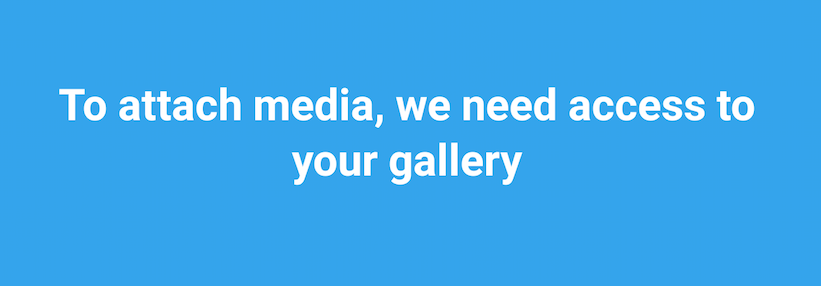 To attach media, we need access to
your gallery